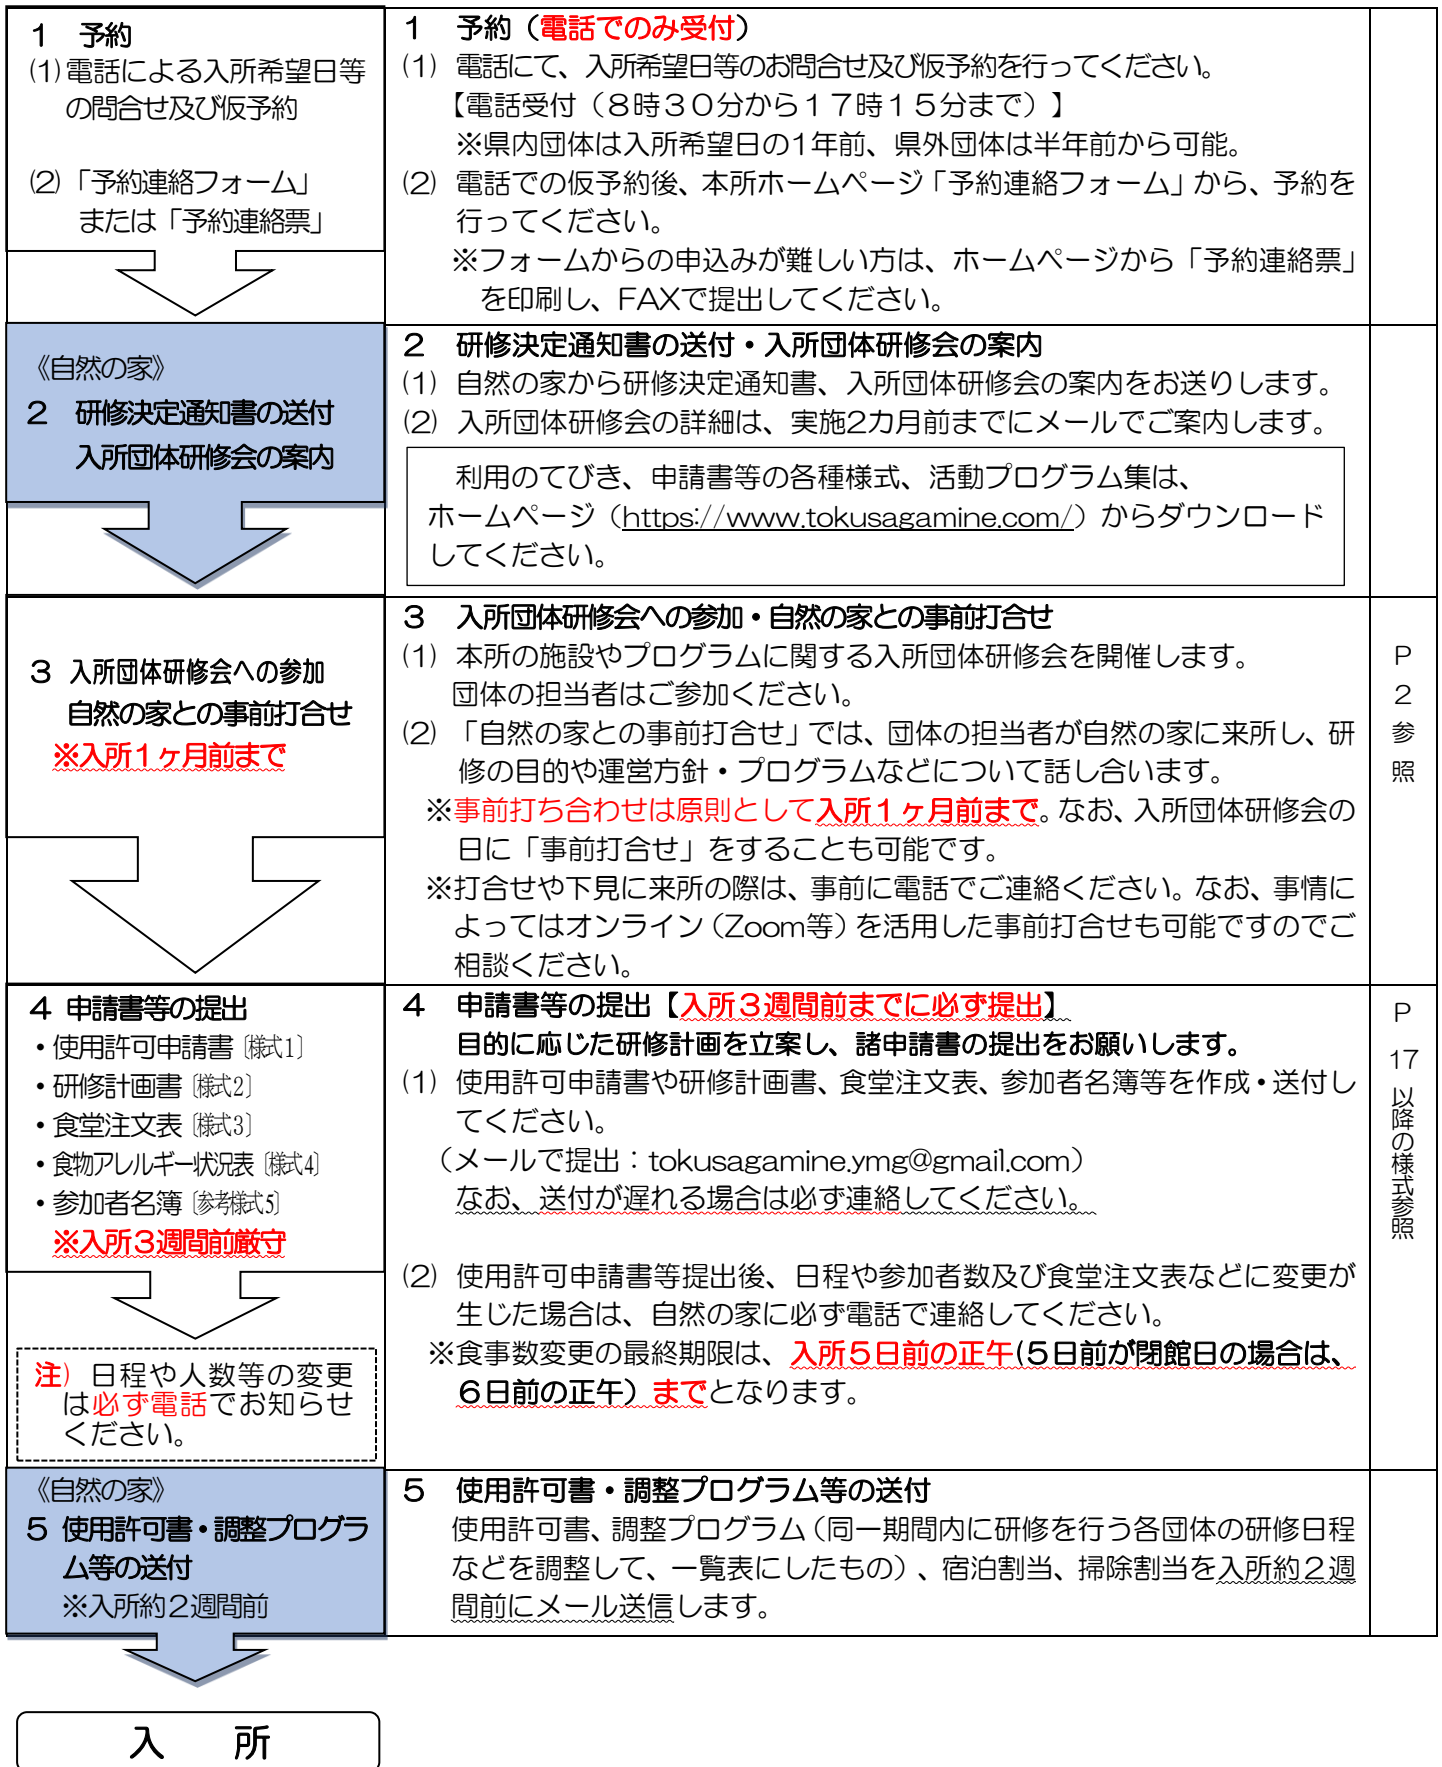 1　予約
(1)電話による入所希望日等
の問合せ及び仮予約
(2)「予約連絡フォーム」
または「予約連絡票」
1　予約（電話でのみ受付）
(1) 電話にて、入所希望日等のお問合せ及び仮予約を行ってください。
【電話受付（8時30分から17時15分まで）】
※県内団体は入所希望日の1年前、県外団体は半年前から可能。
(2) 電話での仮予約後、本所ホームページ「予約連絡フォーム」から、予約を
行ってください。
※フォームからの申込みが難しい方は、ホームページから「予約連絡票」
を印刷し、FAXで提出してください。
《自然の家》
2　研修決定通知書の送付
入所団体研修会の案内
2　研修決定通知書の送付・入所団体研修会の案内
(1) 自然の家から研修決定通知書、入所団体研修会の案内をお送りします。
(2) 入所団体研修会の詳細は、実施2カ月前までにメールでご案内します。
利用のてびき、申請書等の各種様式、活動プログラム集は、
ホームページ（https://www.tokusagamine.com/）からダウンロード
してください。
3 入所団体研修会への参加
自然の家との事前打合せ
※入所1ヶ月前まで
3　入所団体研修会への参加・自然の家との事前打合せ
(1) 本所の施設やプログラムに関する入所団体研修会を開催します。
団体の担当者はご参加ください。
(2) 「自然の家との事前打合せ」では、団体の担当者が自然の家に来所し、研
修の目的や運営方針・プログラムなどについて話し合います。
※事前打ち合わせは原則として入所1ヶ月前まで。なお、入所団体研修会の
日に「事前打合せ」をすることも可能です。
※打合せや下見に来所の際は、事前に電話でご連絡ください。なお、事情に
よってはオンライン（Zoom等）を活用した事前打合せも可能ですのでご
相談ください。
P2参照
4 申請書等の提出
・使用許可申請書〔様式1〕
・研修計画書〔様式2〕
・食堂注文表〔様式3〕
・食物アレルギー状況表〔様式4〕
・参加者名簿〔参考様式5〕
※入所3週間前厳守
注）日程や人数等の変更
は必ず電話でお知らせ
ください。
4　申請書等の提出【入所3週間前までに必ず提出】
目的に応じた研修計画を立案し、諸申請書の提出をお願いします。
(1) 使用許可申請書や研修計画書、食堂注文表、参加者名簿等を作成・送付し
てください。
（メールで提出：tokusagamine.ymg@gmail.com）
なお、送付が遅れる場合は必ず連絡してください。
(2) 使用許可申請書等提出後、日程や参加者数及び食堂注文表などに変更が
生じた場合は、自然の家に必ず電話で連絡してください。
※食事数変更の最終期限は、入所5日前の正午(5日前が閉館日の場合は、
6日前の正午）までとなります。
P17以降の様式参照
《自然の家》
5 使用許可書・調整プログラ
ム等の送付
※入所約2週間前
5　使用許可書・調整プログラム等の送付
使用許可書、調整プログラム（同一期間内に研修を行う各団体の研修日程
などを調整して、一覧表にしたもの）、宿泊割当、掃除割当を入所約2週
間前にメール送信します。
入　所